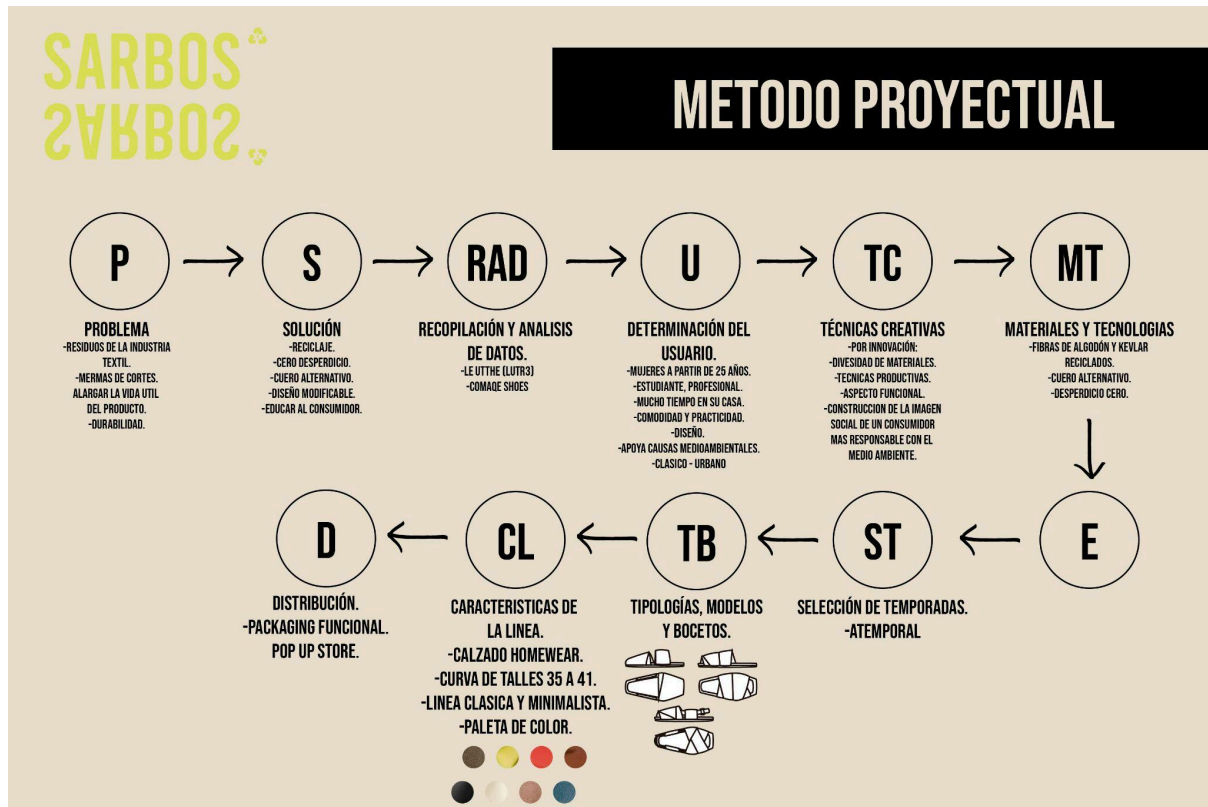 SARBOS
SARBOS
METODO PROYECTUAL
P
PROBLEMA
-RESIDUOS DE LA INDUSTRIA
TEXTIL.
-MERMAS DE CORTES.
ALARGAR LA VIDA UTIL
DEL PRODUCTO.
-DURABILIDAD.
S
SOLUCIÓN
-RECICLAJE.
-CERO DESPERDICIO.
-CUERO ALTERNATIVO.
-DISEÑO MODIFICABLE.
-EDUCAR AL CONSUMIDOR.
RAD
RECOPILACIÓN Y ANALISIS
DE DATOS.
-LE UTTHE (LUTR3)
-COMAQE SHOES
U
DETERMINACIÓN DEL
USUARIO.
-MUJERES A PARTIR DE 25 AÑOS.
-ESTUDIANTE, PROFESIONAL.
-MUCHO TIEMPO EN SU CASA.
-COMODIDAD Y PRACTICIDAD.
-DISEÑO.
-APOYA CAUSAS MEDIOAMBIENTALES.
-CLASICO - URBANO
TC
TÉCNICAS CREATIVAS
-POR INNOVACIÓN:
-DIVESIDAD DE MATERIALES.
-TECNICAS PRODUCTIVAS.
-ASPECTO FUNCIONAL.
-CONSTRUCCION DE LA IMAGEN
SOCIAL DE UN CONSUMIDOR
MAS RESPONSABLE CON EL
MEDIO AMBIENTE.
MT
MATERIALES Y TECNOLOGIAS
-FIBRAS DE ALGODÓN Y KEVLAR
RECICLADOS.
-CUERO ALTERNATIVO.
-DESPERDICIO CERO.
E
ST
SELECCIÓN DE TEMPORADAS.
-ATEMPORAL
TB
TIPOLOGÍAS, MODELOS
Y BOCETOS.
CL
CARACTERISTICAS DE
LA LINEA.
-CALZADO HOMEWEAR.
-CURVA DE TALLES 35 A 41.
-LINEA CLASICA Y MINIMALISTA.
-PALETA DE COLOR.
D
DISTRIBUCIÓN.
-PACKAGING FUNCIONAL.
POP UP STORE.